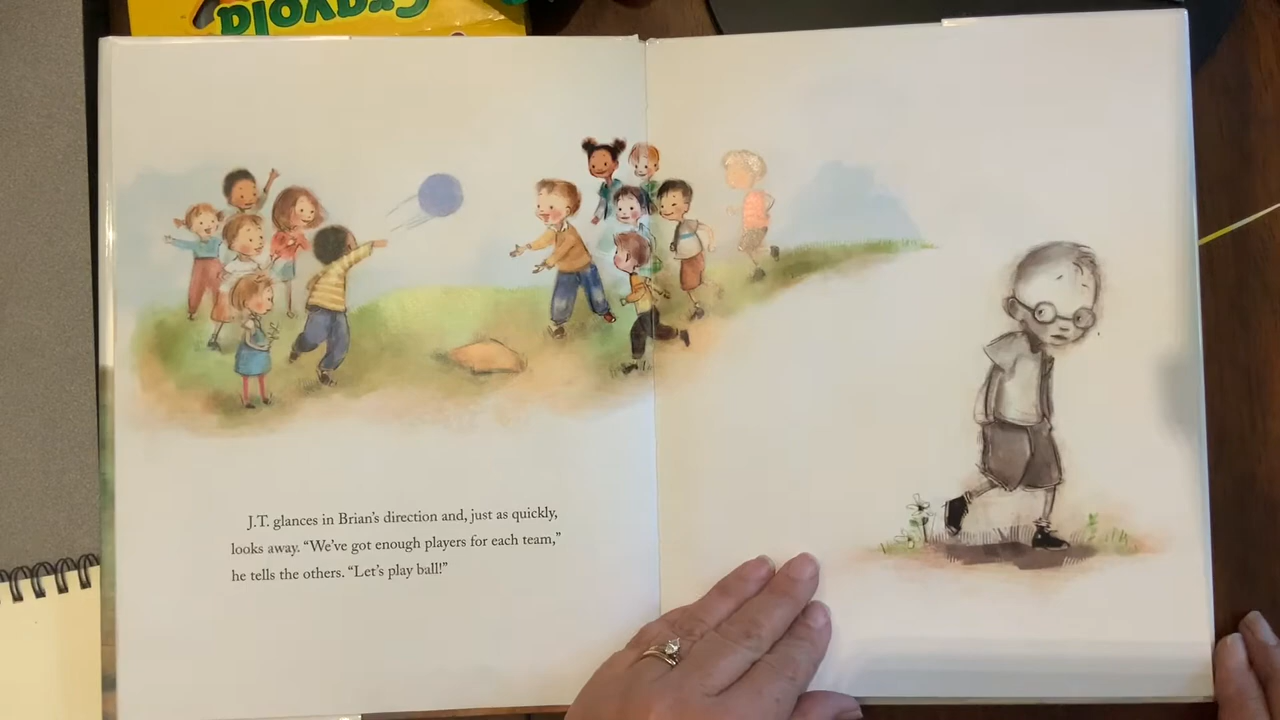 Crayola
J.T. glances in Brian's direction and, just as quickly,
looks away. “We've got enough players for each team,”
he tells the others. “Let's play ball!”